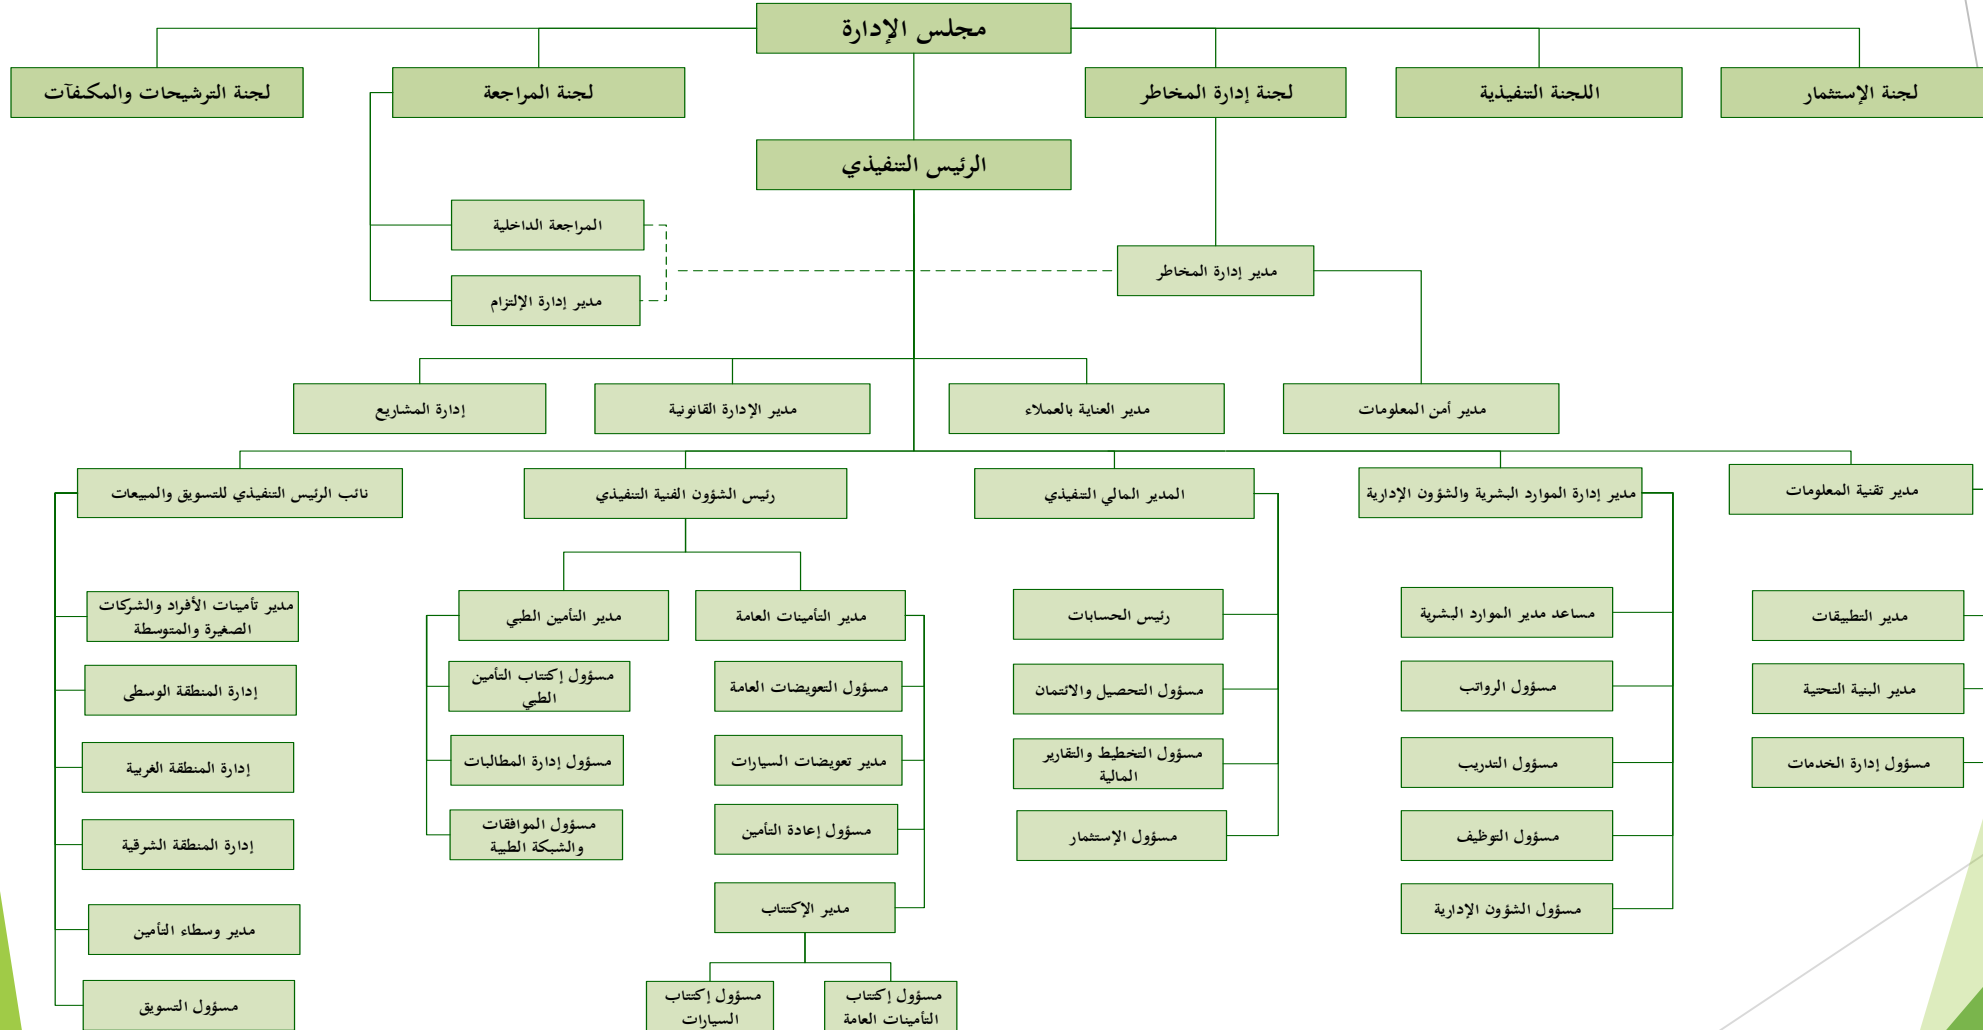 مجلس الإدارة
لجنة الإستثمار
اللجنة التنفيذية
لجنة إدارة المخاطر
لجنة المراجعة
لجنة الترشيحات والمكفآت
الرئيس التنفيذي
المراجعة الداخلية
مدير إدارة المخاطر
مدير إدارة الإلتزام
مدير أمن المعلومات
مدير العناية بالعملاء
مدير الإدارة القانونية
إدارة المشاريع
مدير تقنية المعلومات
مدير إدارة الموارد البشرية والشؤون الإدارية
المدير المالي التنفيذي
رئيس الشؤون الفنية التنفيذي
نائب الرئيس التنفيذي للتسويق والمبيعات
مدير التطبيقات
مدير البنية التحتية
مسؤول إدارة الخدمات
مساعد مدير الموارد البشرية
مسؤول الرواتب
مسؤول التدريب
مسؤول التوظيف
مسؤول الشؤون الإدارية
رئيس الحسابات
مسؤول التحصيل والائتمان
مسؤول التخطيط والتقارير
المالية
مسؤول الإستثمار
مدير التأمينات العامة
مسؤول التعويضات العامة
مدير تعويضات السيارات
مسؤول إعادة التأمين
مدير الإكتتاب
مسؤول إكتتاب
التأمينات العامة
مسؤول إكتتاب
السيارات
مدير التأمين الطبي
مسؤول إكتتاب التأمين
الطبي
مسؤول إدارة المطالبات
مسؤول الموافقات
والشبكة الطبية
مدير تأمينات الأفراد والشركات
الصغيرة والمتوسطة
إدارة المنطقة الوسطى
إدارة المنطقة الغربية
إدارة المنطقة الشرقية
مدير وسطاء التأمين
مسؤول التسويق